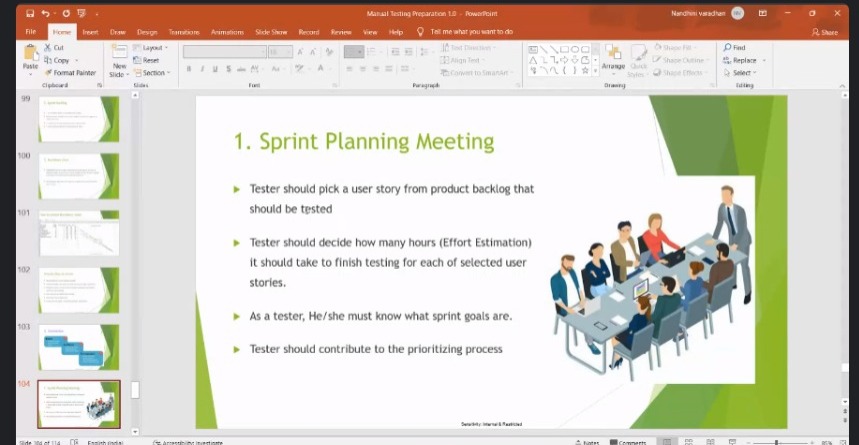 Manual Testing Preparation 1.0 - PowerPoint
Nandhini varadhan
File Home Insert Draw Design Transitions Animations Slide Show Record Review View Help Tell me what you want to do
Share
Paste
Cut
Copy
Format Painter
Clipboard
New
Slide
Layout
Reset
Section
Slides
Font
Text Direction
Align Text
Convert to SmartArt
Paragraph
Arrange
Quick
Styles
Shape Fill
Shape Outline
Shape Effects
Drawing
Find
Replace
Select
Editing
99
100
101
102
103
104
1. Sprint Planning Meeting
Tester should pick a user story from product backlog that
should be tested
Tester should decide how many hours (Effort Estimation)
it should take to finish testing for each of selected user
stories.
As a tester, He/she must know what sprint goals are.
Tester should contribute to the prioritizing process
Sensitivity: Internal & Restricted
Slide 104 of 114
English (India)
Accessibility: Investigate
Notes
Comments